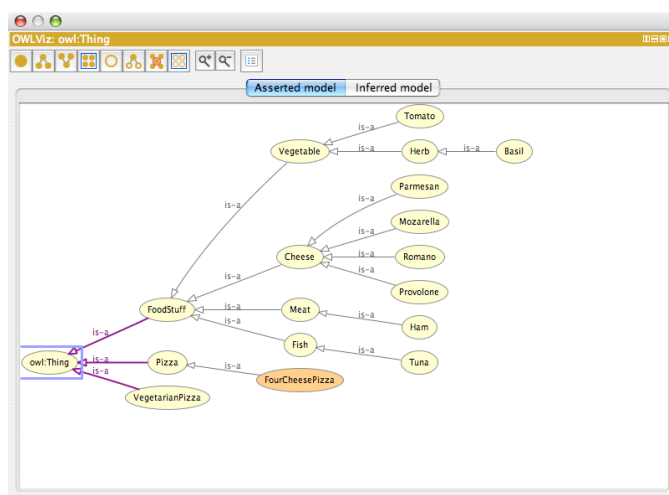 OWLViz: owl:Thing
Asserted model Inferred model
Tomato
is-a
Vegetable is-a Herb is-a Basil
Parmesan
is-a
is-a
Mozarella
is-a
Cheese is-a Romano
is-a
is-a
Provolone
FoodStuff is-a Meat
is-a
Ham
is-a
is-a
Fish
is-a
owl:Thing is-a Pizza
Tuna
is-a
is-a
FourCheesePizza
VegetarianPizza